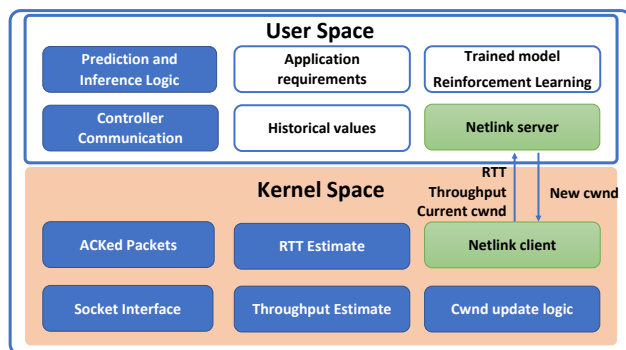 User Space
Prediction and
Inference Logic
Application
requirements
Trained model
Reinforcement Learning
Controller
Communication
Historical values
Netlink server
RTT
Throughput
Current cwnd
New cwnd
Kernel Space
ACKed Packets
RTT Estimate
Netlink client
Socket Interface
Throughput Estimate
Cwnd update logic